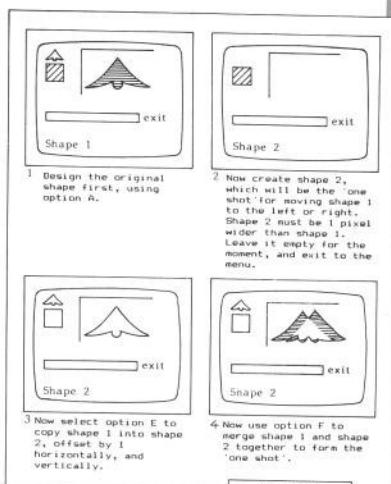 exit
Shape 1
1 Design the original
shape first, using
option A.
exit
Shape 2
2 Now create shape 2,
which will be the 'one
shot' for moving shape 1
to the left or right.
Shape 2 must be 1 pixel
wider than shape 1.
Leave it empty for the
moment, and exit to the
menu.
exit
Shape 2
3 Now select option E to
copy shape 1 into shape
2, offset by 1
horizontally, and
vertically.
exit
Shape 2
4 Now use option F to
merge shape 1 and shape
2 together to form the
'one shot'.